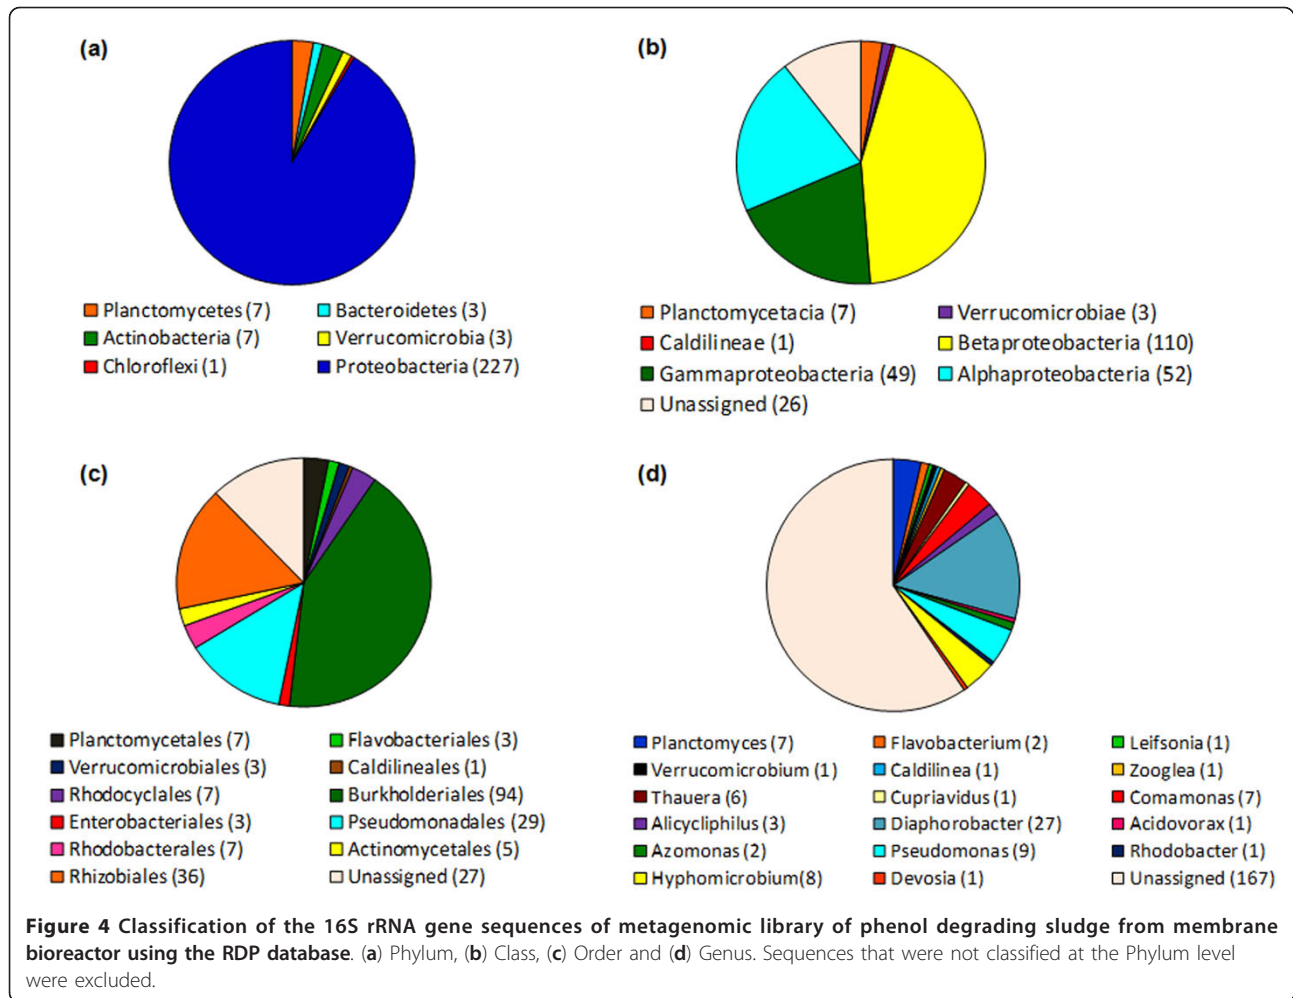 (a)
Planctomycetes (7)
Bacteroidetes (3)
Actinobacteria (7)
Verrucomicrobia (3)
Chloroflexi (1)
Proteobacteria (227)
(b)
Planctomycetacia (7)
Verrucomicrobiae (3)
Caldilineae (1)
Betaproteobacteria (110)
Gammaproteobacteria (49)
Alphaproteobacteria (52)
Unassigned (26)
(c)
Planctomycetales (7)
Flavobacteriales (3)
Verrucomicrobiales (3)
Caldilineales (1)
Rhodocyclales (7)
Burkholderiales (94)
Enterobacteriales (3)
Pseudomonadales (29)
Rhodobacterales (7)
Actinomycetales (5)
Rhizobiales (36)
Unassigned (27)
(d)
Planctomyces (7)
Flavobacterium (2)
Leifsonia (1)
Verrucomicrobium (1)
Caldilinea (1)
Zooglea (1)
Thauera (6)
Cupriavidus (1)
Comamonas (7)
Alicycliphilus (3)
Diaphorobacter (27)
Acidovorax (1)
Azomonas (2)
Pseudomonas (9)
Rhodobacter (1)
Hyphomicrobium(8)
Devosia (1)
Unassigned (167)
Figure 4 Classification of the 16S rRNA gene sequences of metagenomic library of phenol degrading sludge from membrane
bioreactor using the RDP database. (a) Phylum, (b) Class, (c) Order and (d) Genus. Sequences that were not classified at the Phylum level
were excluded.